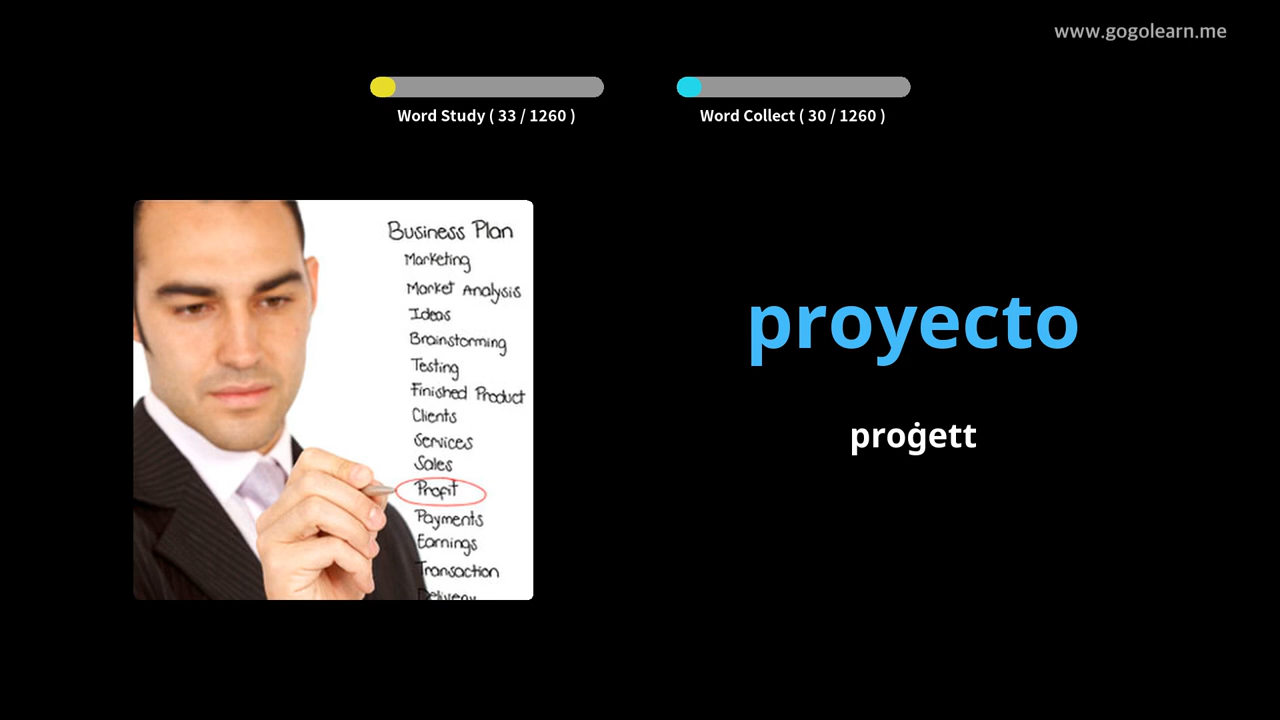 www.gogolearn.me
Word Study ( 33 / 1260 )
Word Collect ( 30 / 1260 )
Business Plan
Marketing
Market Analysis
Ideas
Brainstorming
Testing
Finished Product
Clients
Services
Sales
Profit
Payments
Earnings
Transaction
Delivery
proyecto
proġett